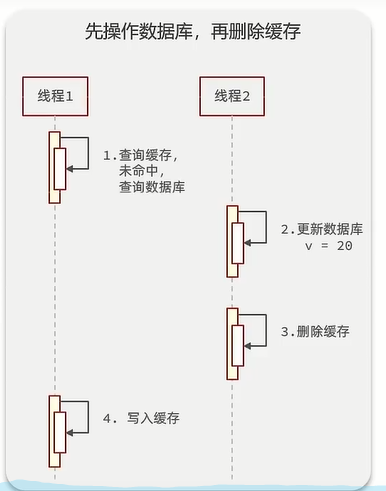 先操作数据库，再删除缓存
线程1
线程2
1.查询缓存，
未命中，
查询数据库
2.更新数据库
v = 20
3.删除缓存
4. 写入缓存